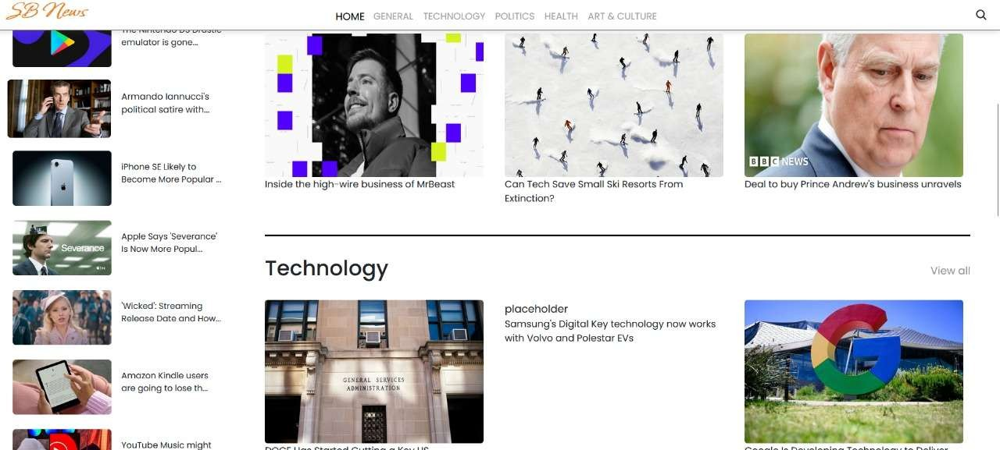 SB News
HOME GENERAL TECHNOLOGY POLITICS HEALTH ART & CULTURE
The Nintendo DS Drastic
emulator is gone...
Armando Iannucci's
political satire with...
iPhone SE Likely to
Become More Popular ...
Severance
Apple Says 'Severance'
Is Now More Popul...
'Wicked': Streaming
Release Date and How...
Amazon Kindle users
are going to lose th...
YouTube Music might
Inside the high-wire business of MrBeast
Can Tech Save Small Ski Resorts From
Extinction?
BBC NEWS
Deal to buy Prince Andrew's business unravels
Technology
View all
GENERAL SERVICES
ADMINISTRATION
DOGE Has Started Cutting a Key US
placeholder
Samsung's Digital Key technology now works
with Volvo and Polestar EVs
Google Is Developing Technology to Deliver